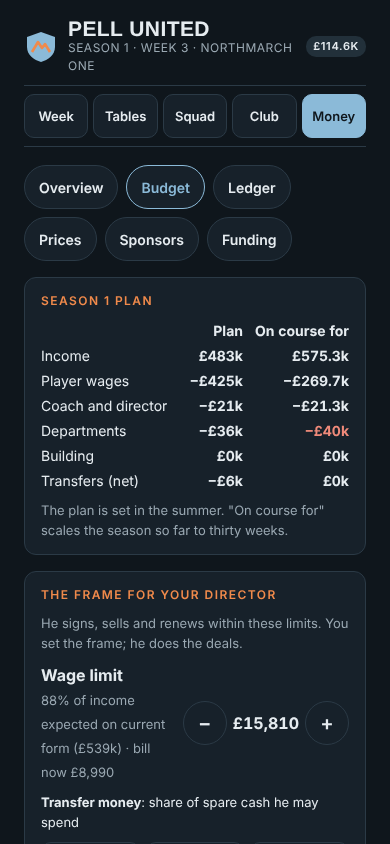 PELL UNITED
SEASON 1 · WEEK 3 · NORTHMARCH
ONE
£114.6K
Week Tables Squad Club Money
Overview Budget Ledger
Prices Sponsors Funding
SEASON 1 PLAN
Plan On course for
Income £483k £575.3k
Player wages −£425k −£269.7k
Coach and director −£21k −£21.3k
Departments −£36k −£40k
Building £0k £0k
Transfers (net) −£6k £0k
The plan is set in the summer. "On course for"
scales the season so far to thirty weeks.
THE FRAME FOR YOUR DIRECTOR
He signs, sells and renews within these limits. You
set the frame; he does the deals.
Wage limit
88% of income
expected on current
form (£539k) · bill
now £8,990
− £15,810 +
Transfer money: share of spare cash he may
spend